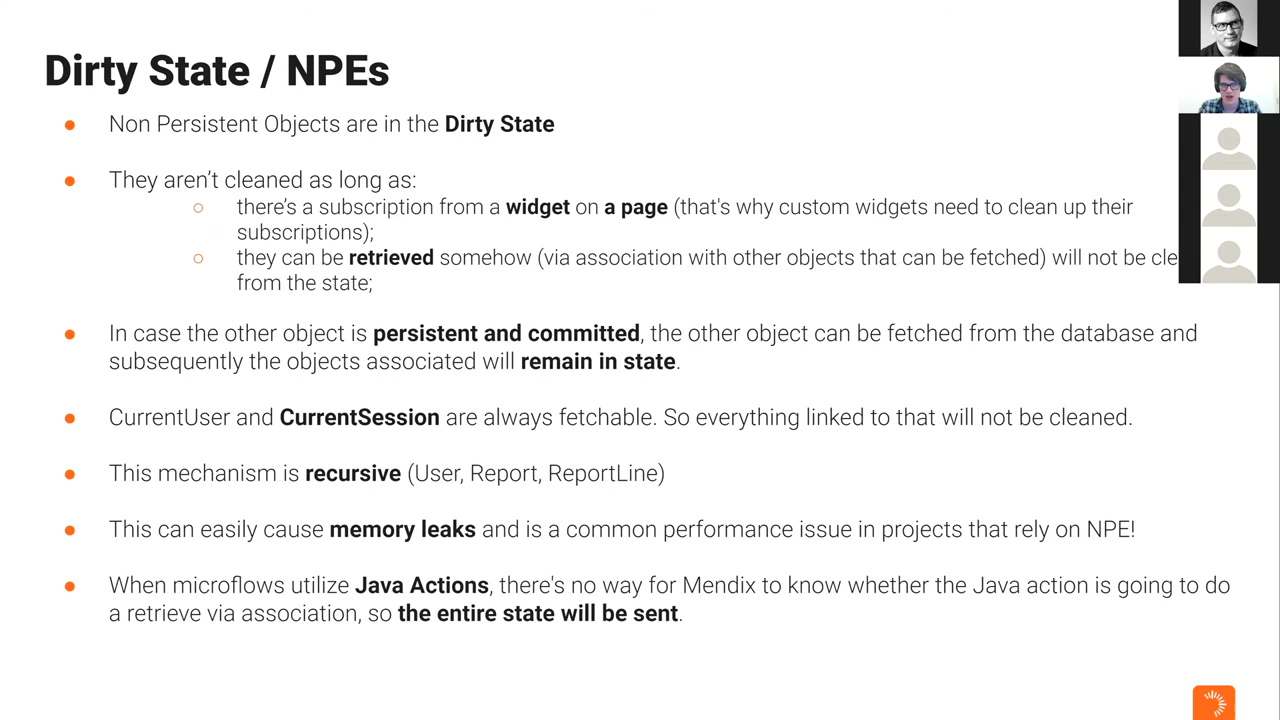 Dirty State / NPEs
● Non Persistent Objects are in the Dirty State
● They aren't cleaned as long as:
○ there's a subscription from a widget on a page (that's why custom widgets need to clean up their
subscriptions);
○ they can be retrieved somehow (via association with other objects that can be fetched) will not be
from the state;
● In case the other object is persistent and committed, the other object can be fetched from the database and
subsequently the objects associated will remain in state.
● CurrentUser and CurrentSession are always fetchable. So everything linked to that will not be cleaned.
● This mechanism is recursive (User, Report, ReportLine)
● This can easily cause memory leaks and is a common performance issue in projects that rely on NPE!
● When microflows utilize Java Actions, there's no way for Mendix to know whether the Java action is going to do
a retrieve via association, so the entire state will be sent.